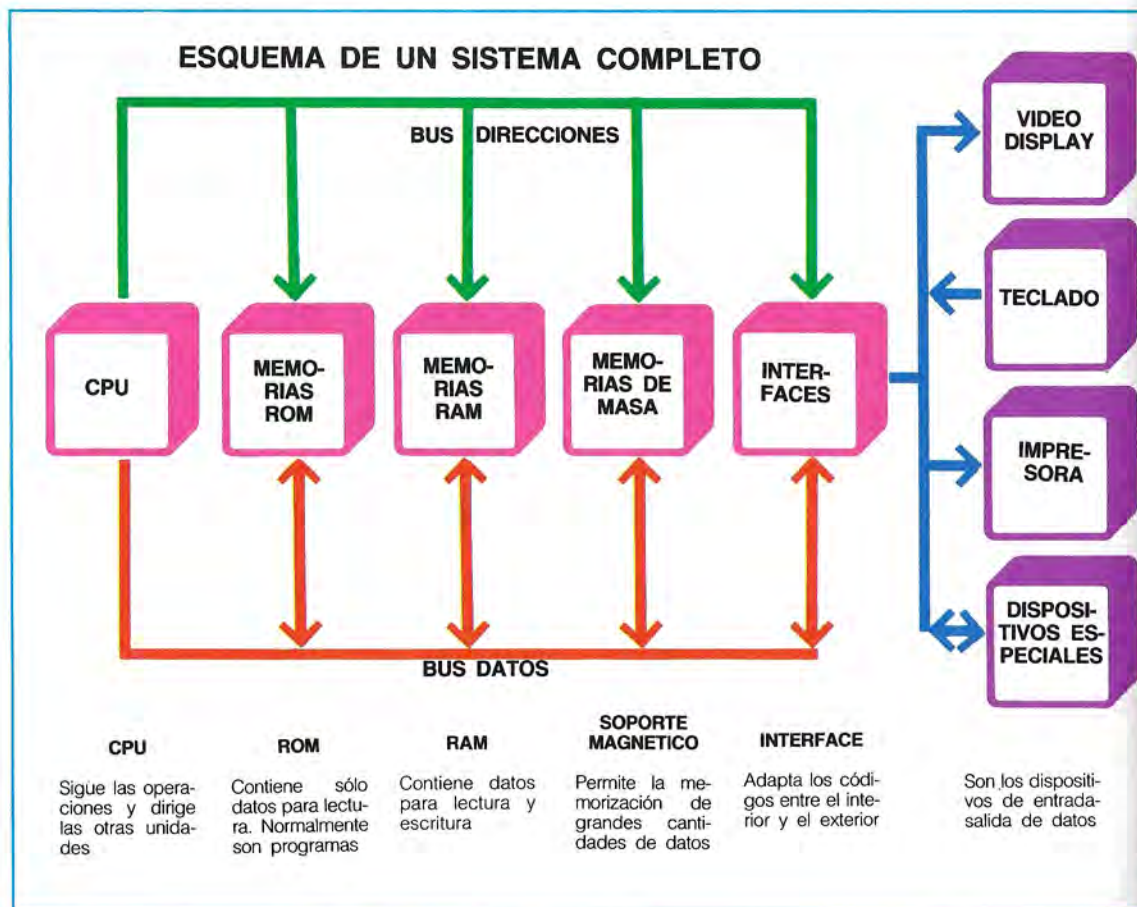 ESQUEMA DE UN SISTEMA COMPLETO
BUS DIRECCIONES
CPU
MEMO-
RIAS
ROM
MEMO-
RIAS
RAM
MEMO-
RIAS DE
MASA
INTER-
FACES
VIDEO
DISPLAY
TECLADO
IMPRE-
SORA
DISPOSI-
TIVOS ES-
PECIALES
BUS DATOS
CPU
Sigue las opera-
ciones y dirige
las otras unida-
des
ROM
Contiene sólo
datos para lectu-
ra. Normalmente
son programas
RAM
Contiene datos
para lectura y
escritura
SOPORTE
MAGNETICO
Permite la me-
morización de
grandes canti-
dades de datos
INTERFACE
Adapta los códi-
gos entre el inte-
rior y el exterior
Son los dispositi-
vos de entrada-
salida de datos